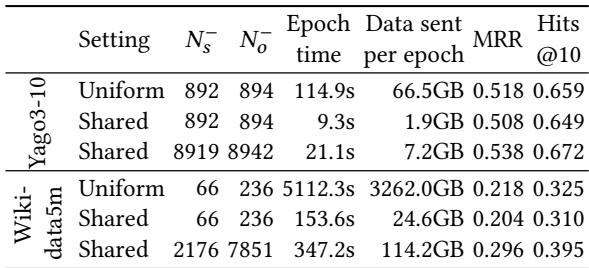 Setting N_s^- N_o^- Epoch time Data sent per epoch MRR Hits @10
Yago3-10
Uniform 892 894 114.9s 66.5GB 0.518 0.659
Shared 892 894 9.3s 1.9GB 0.508 0.649
Shared 8919 8942 21.1s 7.2GB 0.538 0.672
Wiki-data5m
Uniform 66 236 5112.3s 3262.0GB 0.218 0.325
Shared 66 236 153.6s 24.6GB 0.204 0.310
Shared 2176 7851 347.2s 114.2GB 0.296 0.395